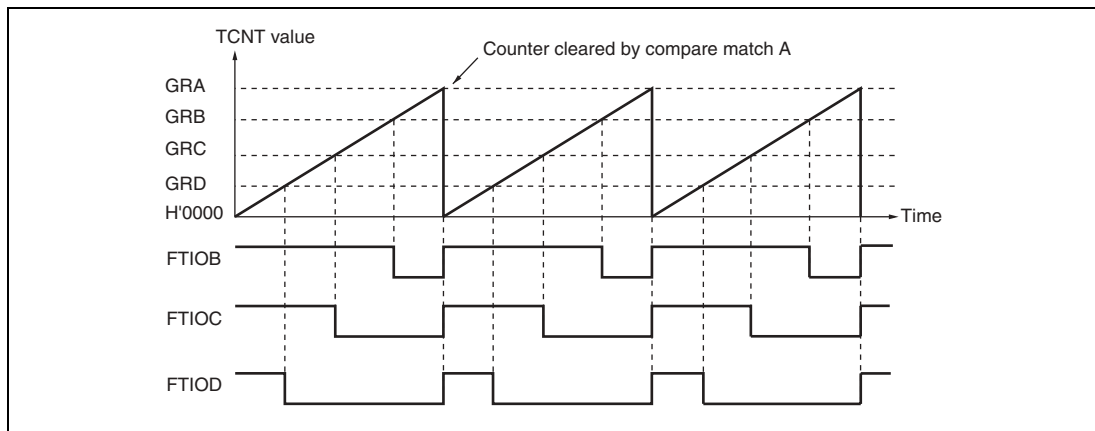 TCNT value
Counter cleared by compare match A
GRA
GRB
GRC
GRD
H'0000
Time
FTIOB
FTIOC
FTIOD